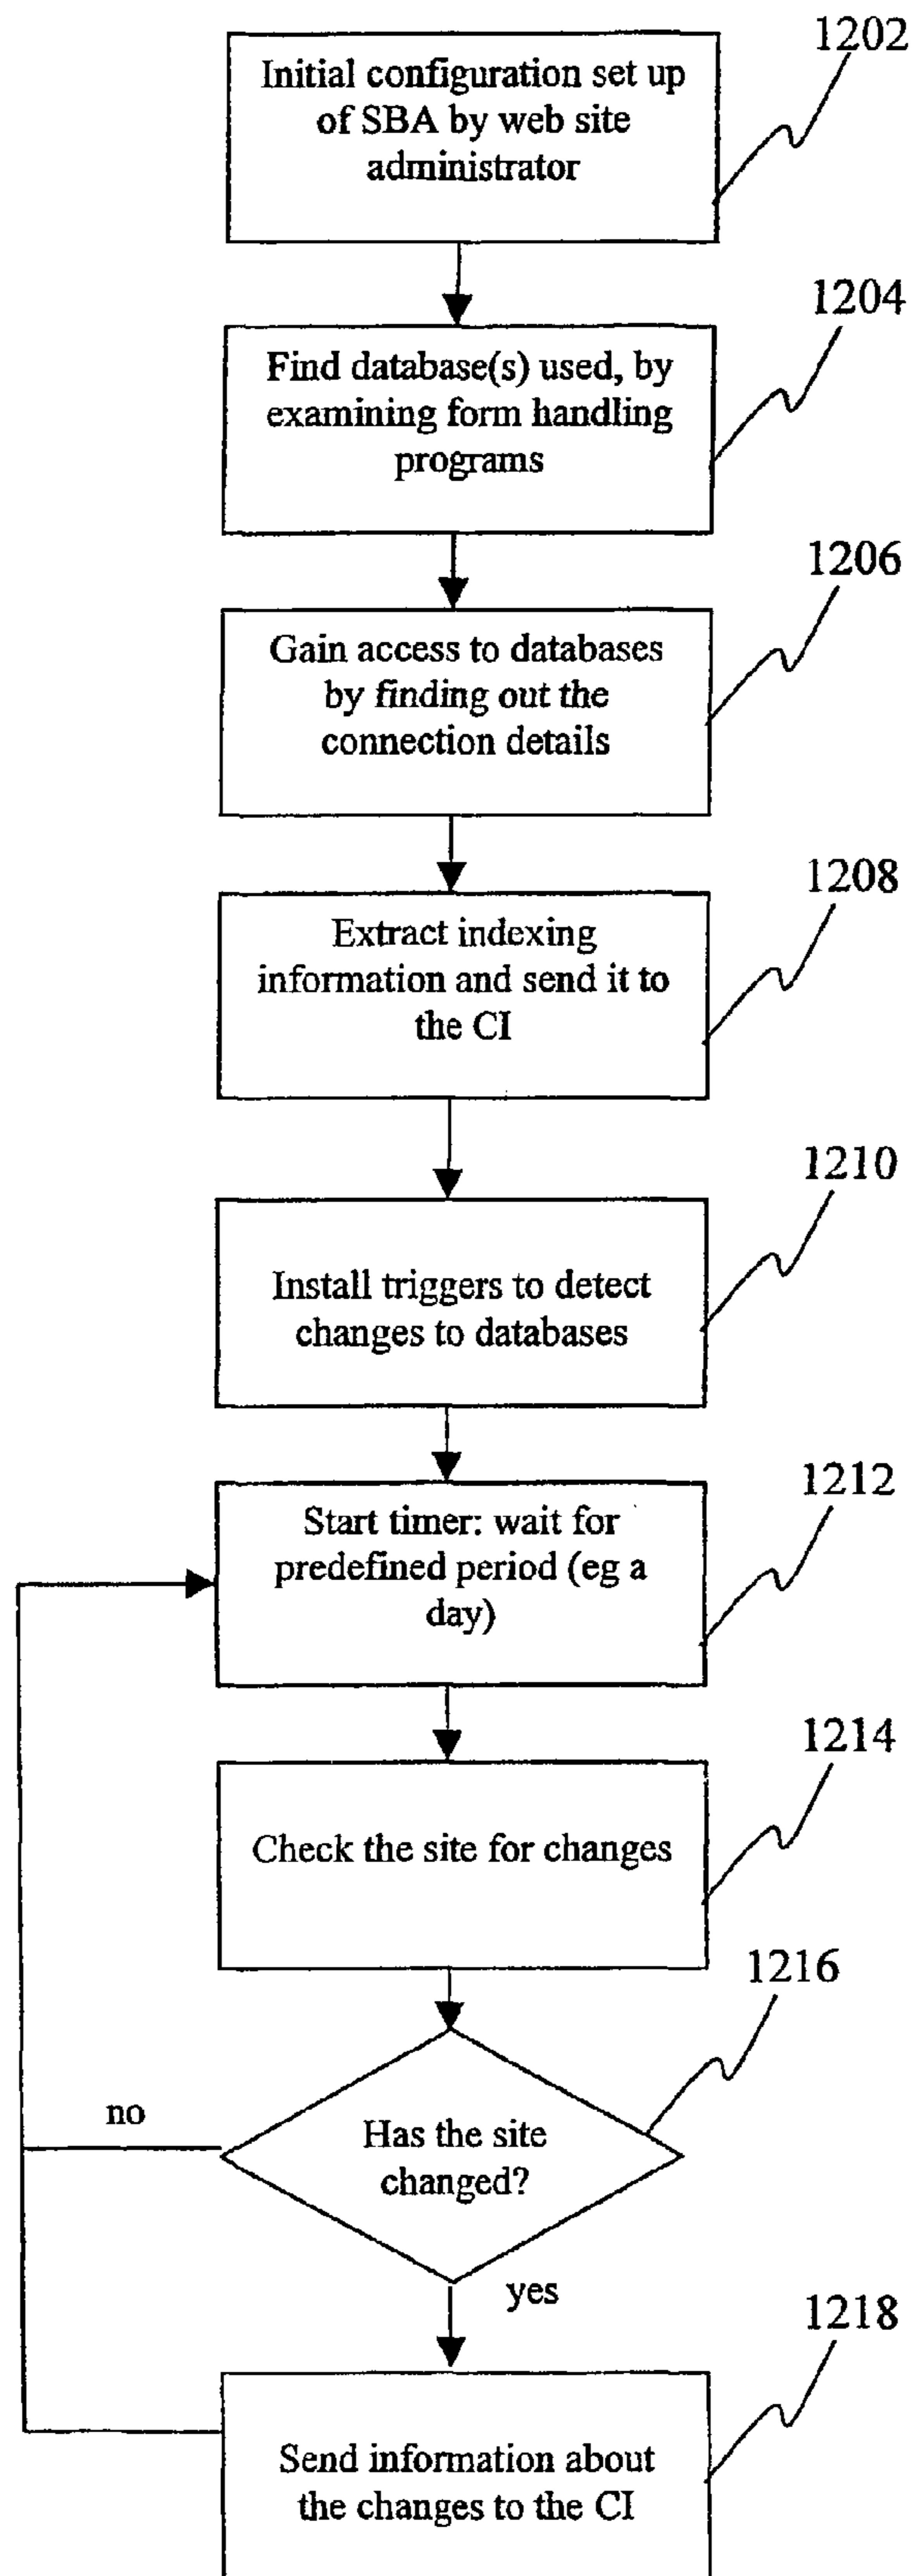 1202
Initial configuration set up
of SBA by web site
administrator
1204
Find database(s) used, by
examining form handling
programs
1206
Gain access to databases
by finding out the
connection details
1208
Extract indexing
information and send it to
the CI
1210
Install triggers to detect
changes to databases
1212
Start timer: wait for
predefined period (eg a
day)
1214
Check the site for changes
1216
no
Has the site
changed?
yes
1218
Send information about
the changes to the CI